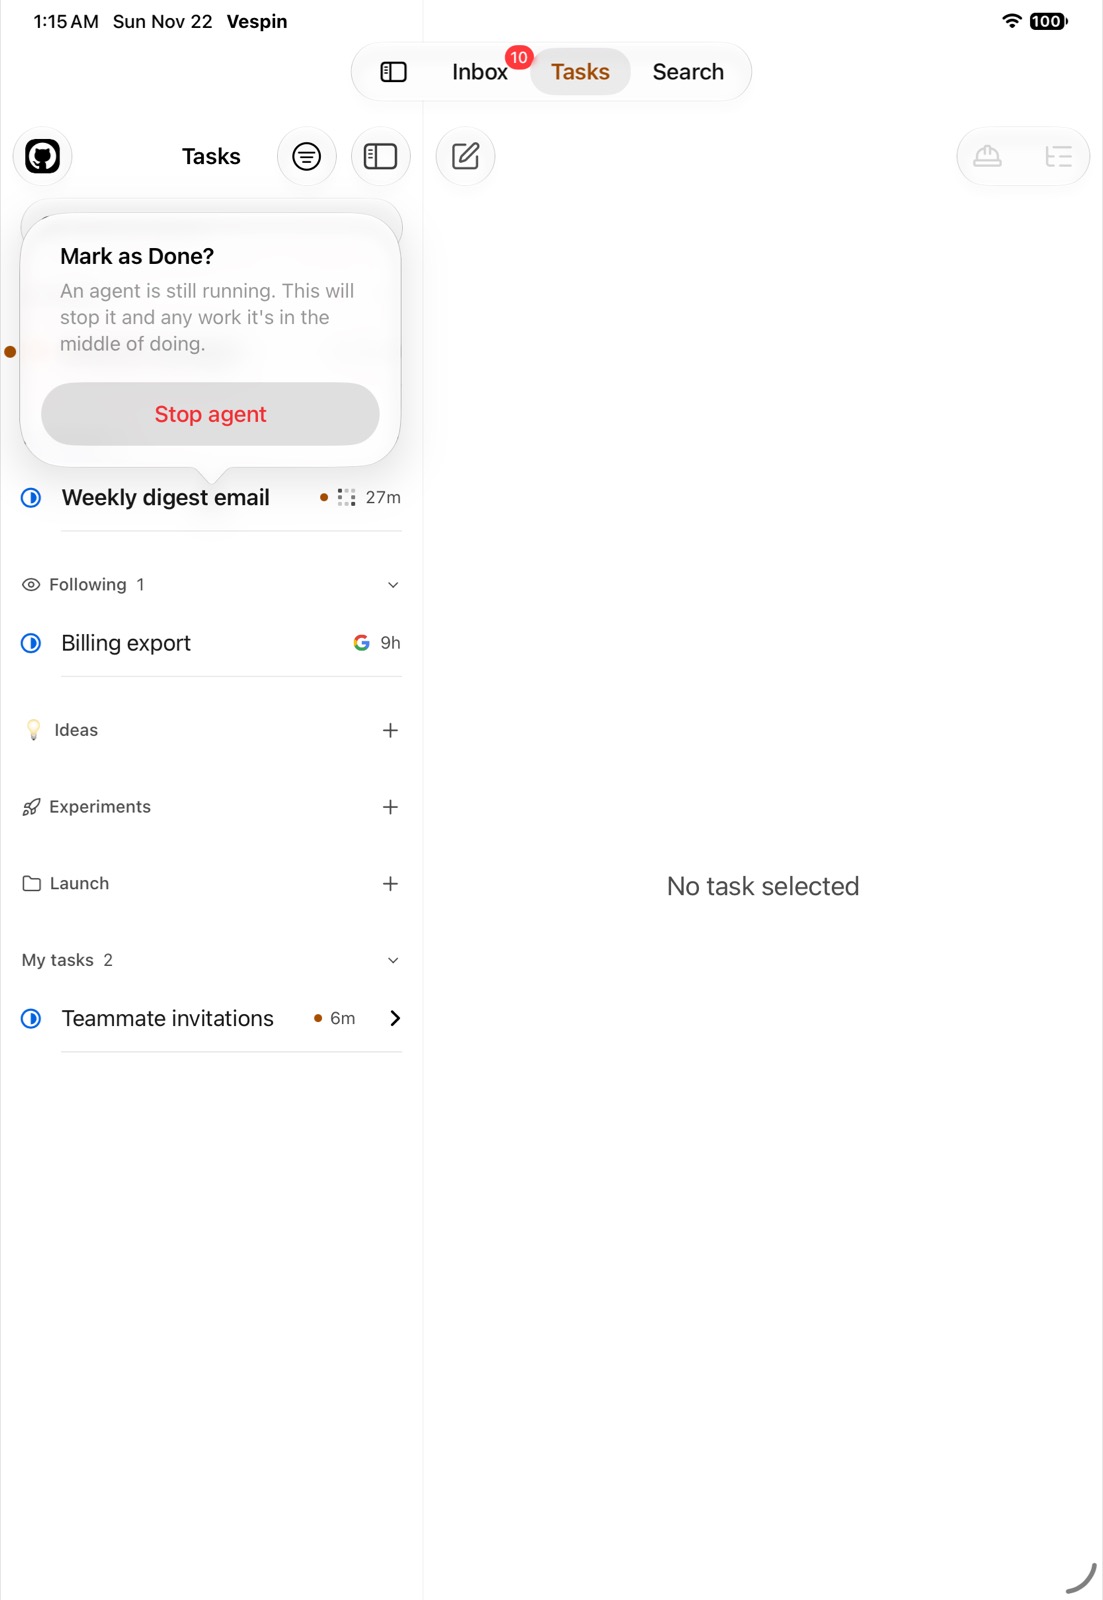 1:15 AM Sun Nov 22 Vespin
100
Inbox 10 Tasks Search
Tasks
Mark as Done?
An agent is still running. This will
stop it and any work it's in the
middle of doing.
Stop agent
Weekly digest email 27m
Following 1
Billing export 9h
Ideas
Experiments
Launch
No task selected
My tasks 2
Teammate invitations 6m